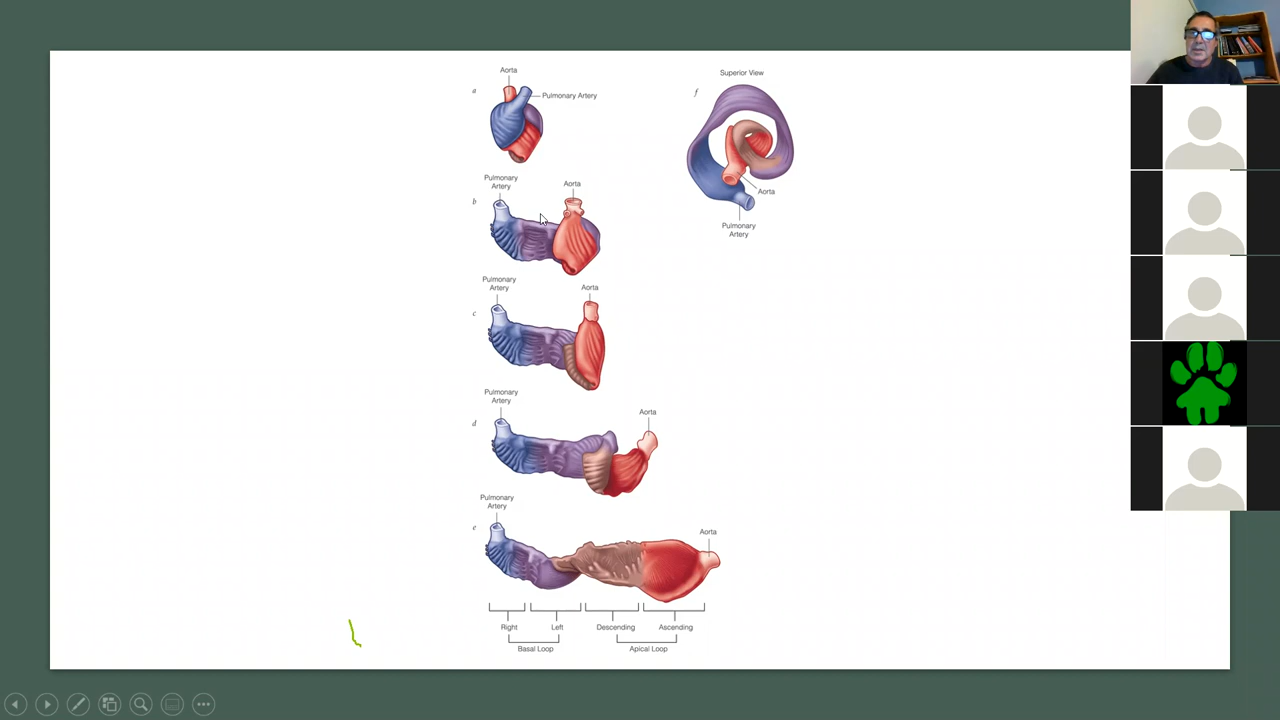 Aorta
a
Pulmonary Artery
Superior View
f
Aorta
Pulmonary
Artery
Pulmonary
Artery
Aorta
b
Pulmonary
Artery
Aorta
c
Pulmonary
Artery
Aorta
d
Pulmonary
Artery
Aorta
e
Right
Left
Descending
Ascending
Basal Loop
Apical Loop